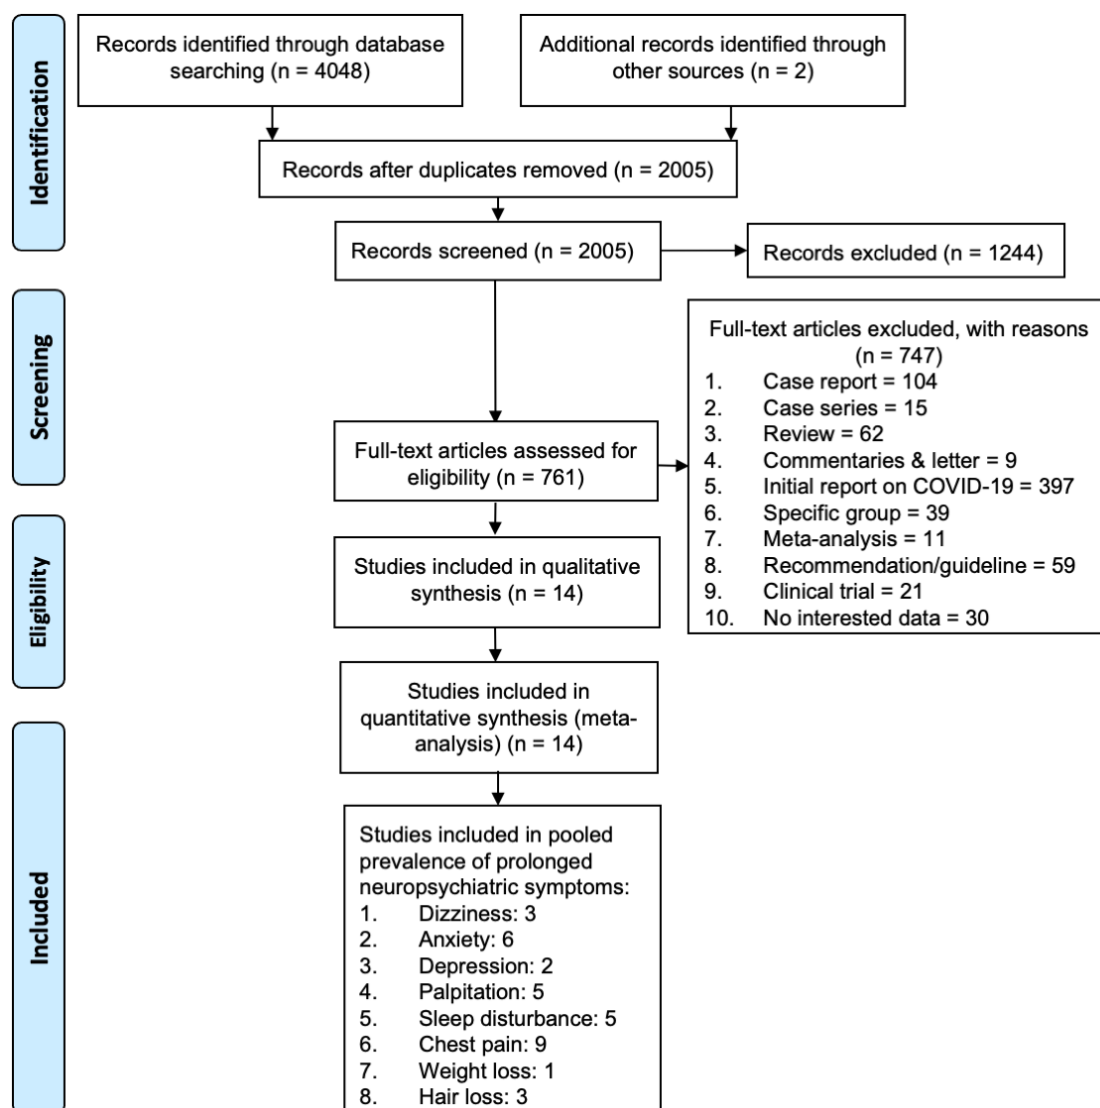 Identification
Records identified through database
searching (n = 4048)
Additional records identified through
other sources (n = 2)
Records after duplicates removed (n = 2005)
Records screened (n = 2005)
Records excluded (n = 1244)
Screening
Full-text articles excluded, with reasons
(n = 747)
1. Case report = 104
2. Case series = 15
3. Review = 62
4. Commentaries & letter = 9
5. Initial report on COVID-19 = 397
6. Specific group = 39
7. Meta-analysis = 11
8. Recommendation/guideline = 59
9. Clinical trial = 21
10. No interested data = 30
Full-text articles assessed for
eligibility (n = 761)
Eligibility
Studies included in qualitative
synthesis (n = 14)
Studies included in
quantitative synthesis (meta-
analysis) (n = 14)
Included
Studies included in pooled
prevalence of prolonged
neuropsychiatric symptoms:
1. Dizziness: 3
2. Anxiety: 6
3. Depression: 2
4. Palpitation: 5
5. Sleep disturbance: 5
6. Chest pain: 9
7. Weight loss: 1
8. Hair loss: 3